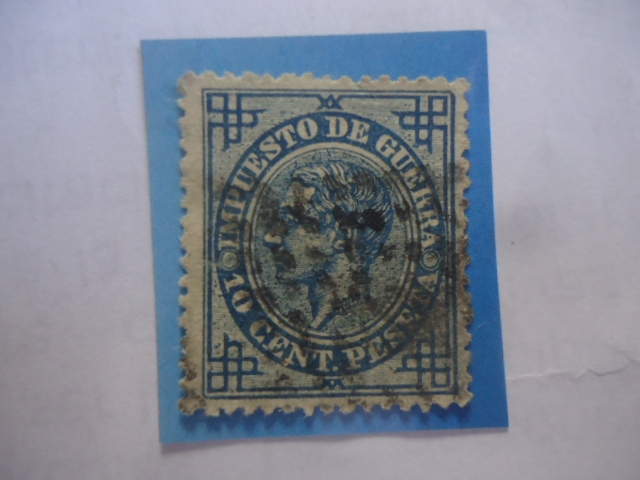 IMPUESTO DE GUERRA
10 CENT. PESETA